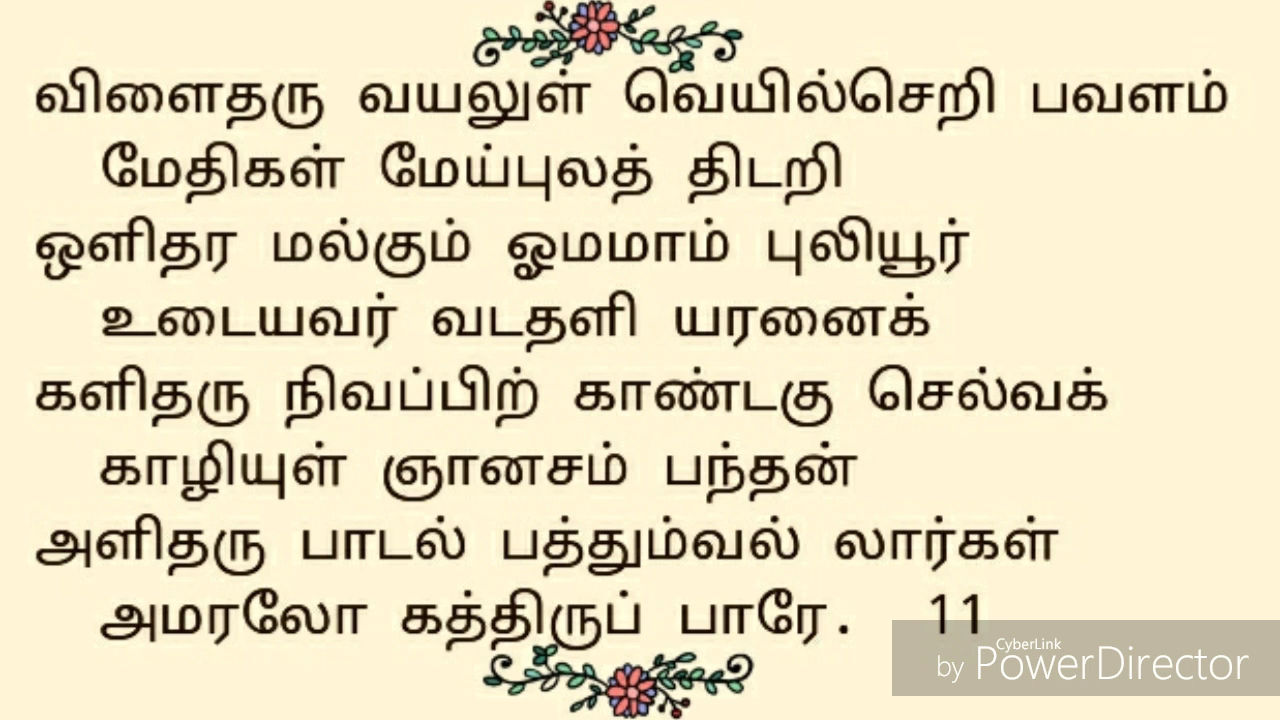 விளைதரு வயலுள் வெயில்செறி பவளம்
மேதிகள் மேய்புலத் திடறி
ஒளிதர மல்கும் ஓமமாம் புலியூர்
உடையவர் வடதளி யரனைக்
களிதரு நிவப்பிற் காண்டகு செல்வக்
காழியுள் ஞானசம் பந்தன்
அளிதரு பாடல் பத்தும்வல் லார்கள்
அமரலோ கத்திருப் பாரே. 11
CyberLink
by PowerDirector